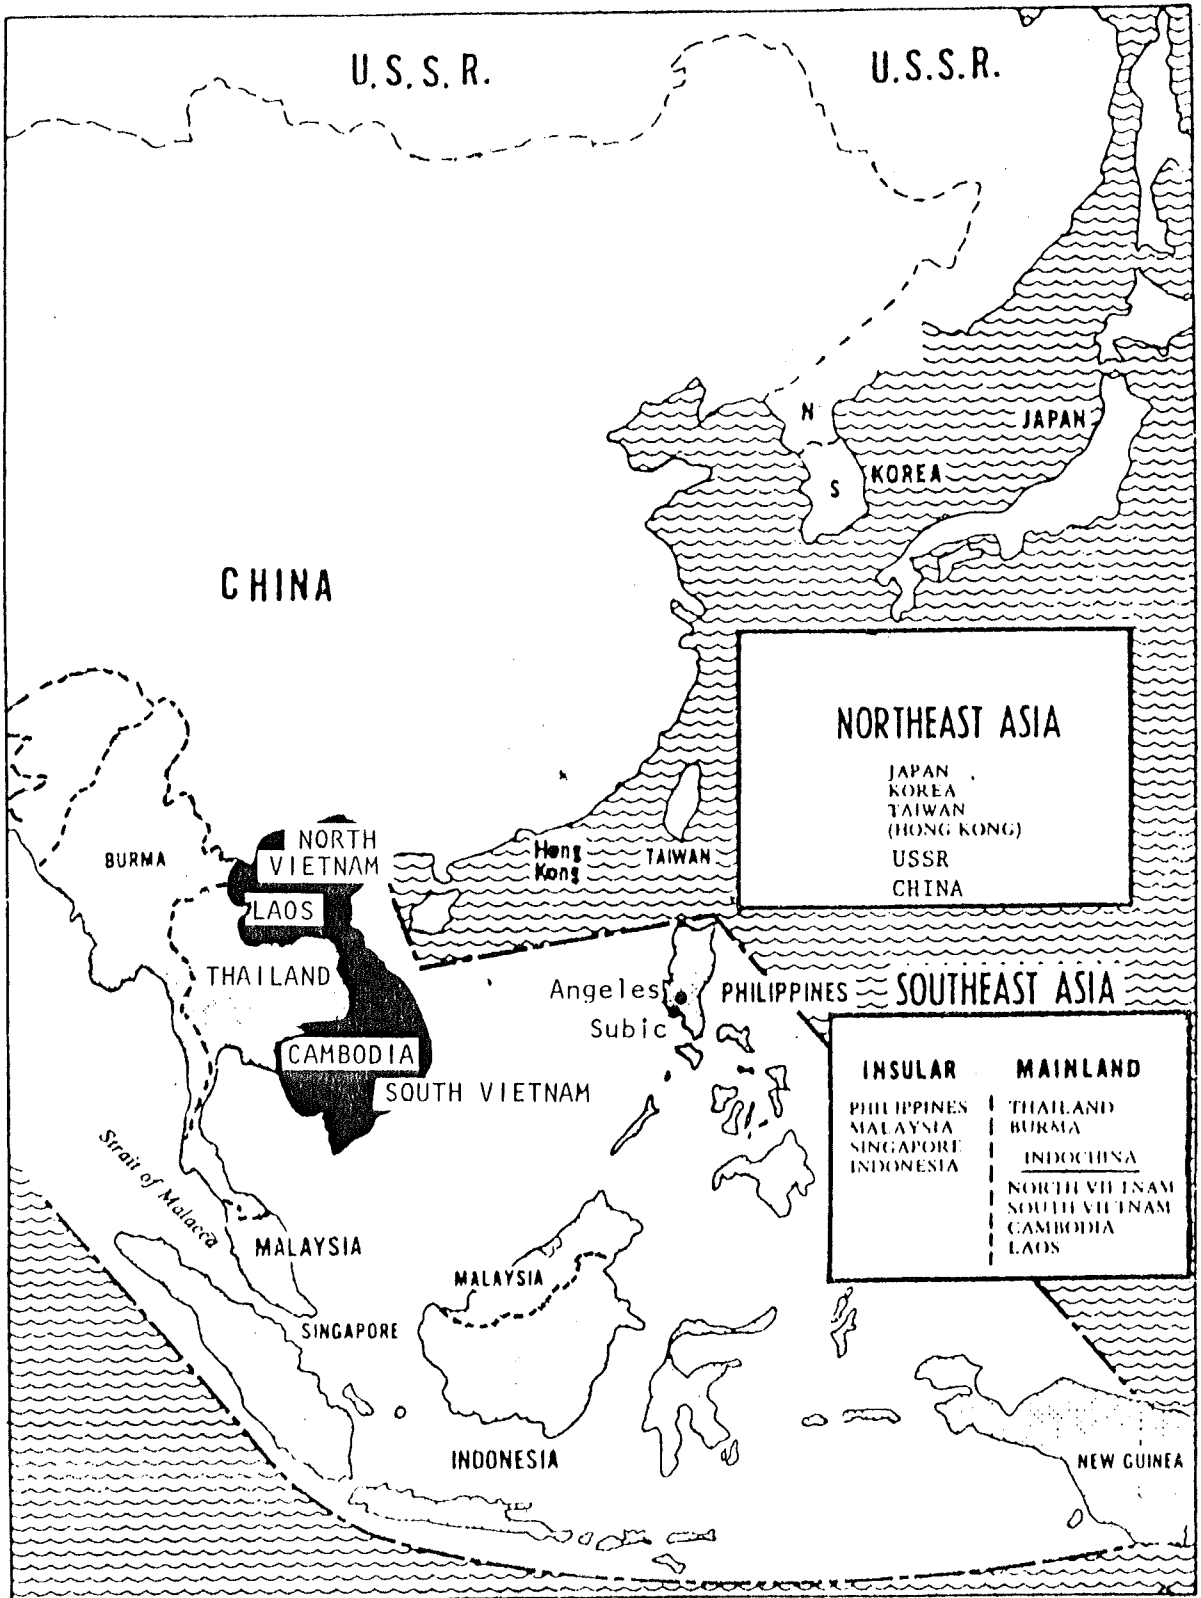 U.S.S.R.
U.S.S.R.
N
JAPAN
S
KOREA
CHINA
NORTHEAST ASIA
JAPAN
KOREA
TAIWAN
(HONG KONG)
USSR
CHINA
NORTH
VIETNAM
BURMA
Hong
Kong
TAIWAN
LAOS
THAILAND
Angeles
PHILIPPINES
SOUTHEAST ASIA
Subic
CAMBODIA
SOUTH VIETNAM
INSULAR
PHILIPPINES
MALAYSIA
SINGAPORE
INDONESIA
MAINLAND
THAILAND
BURMA
INDOCHINA
NORTH VIETNAM
SOUTH VIETNAM
CAMBODIA
LAOS
Strait of Malacca
MALAYSIA
MALAYSIA
SINGAPORE
INDONESIA
NEW GUINEA